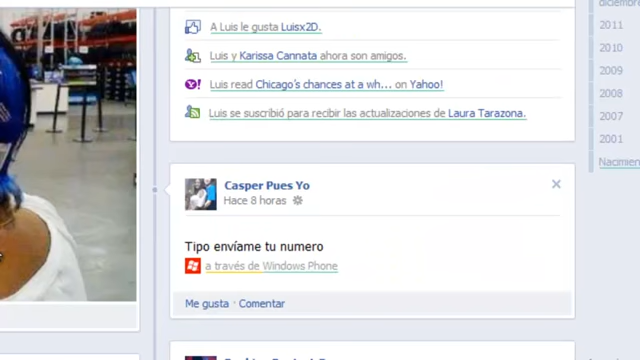 A Luis le gusta Luisx2D.
Luis y Karissa Cannata ahora son amigos.
Luis read Chicago's chances at a wh... on Yahoo!
Luis se suscribió para recibir las actualizaciones de Laura Tarazona.
Casper Pues Yo
Hace 8 horas
Tipo envíame tu numero
a través de Windows Phone
Me gusta · Comentar
2011
2010
2009
2008
2007
2001